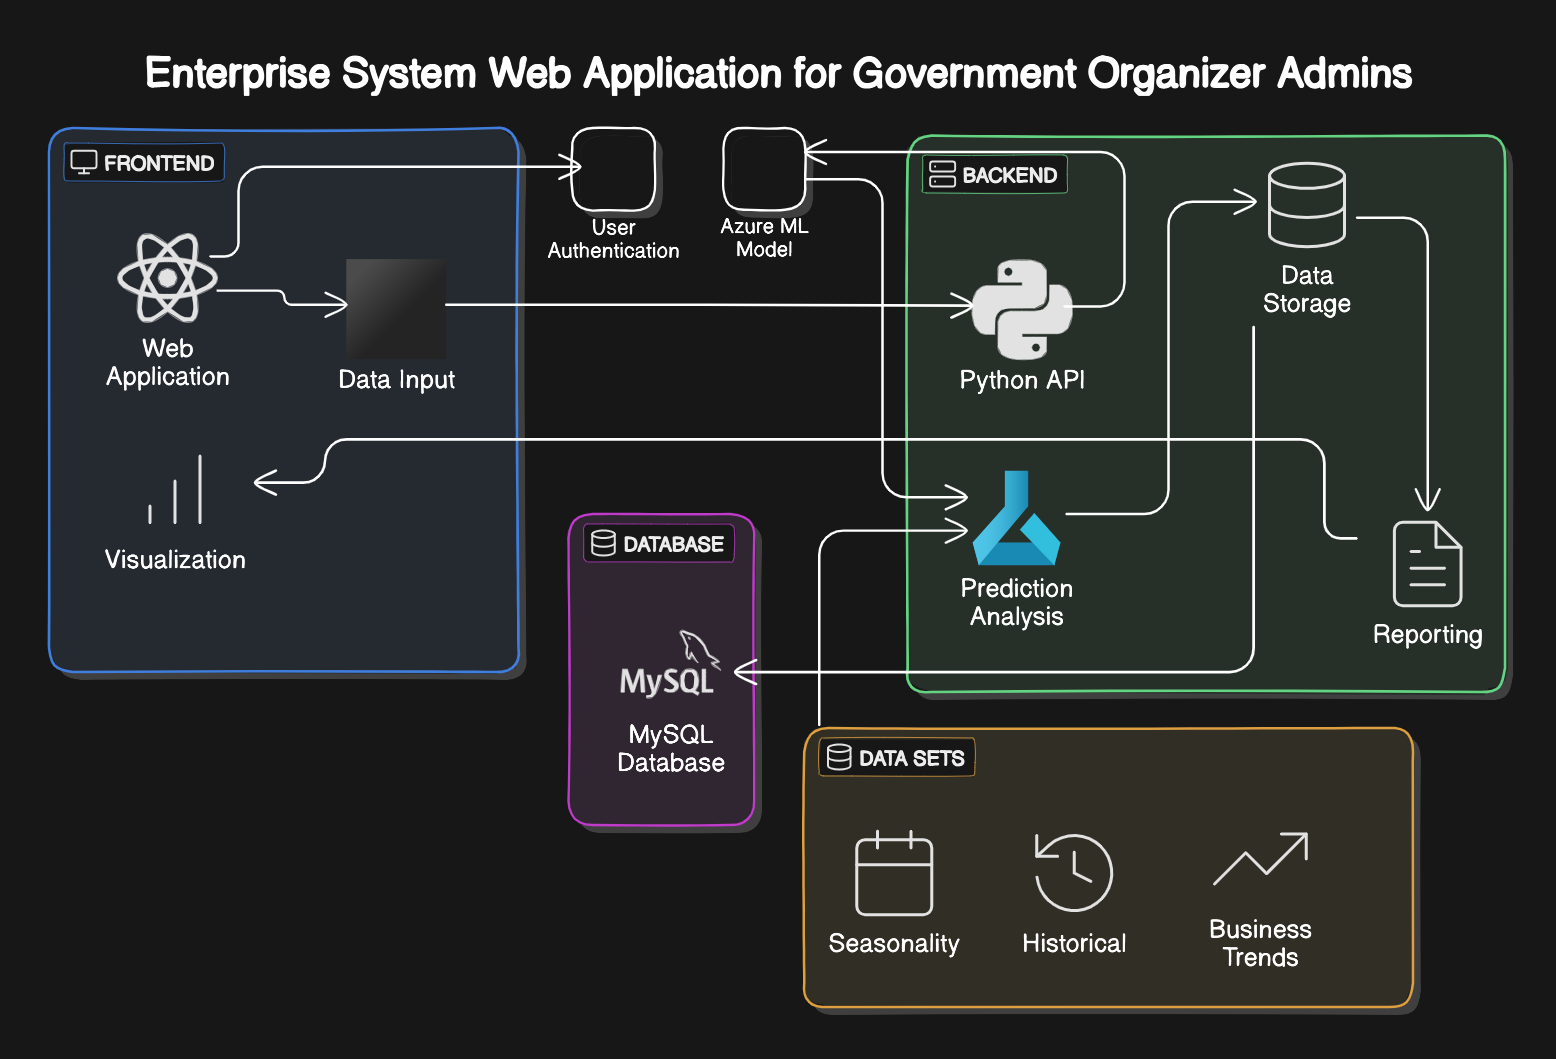 Enterprise System Web Application for Government Organizer Admins
FRONTEND
Web
Application
Data Input
Visualization
User
Authentication
Azure ML
Model
BACKEND
Python API
Data
Storage
Prediction
Analysis
Reporting
DATABASE
MySQL
MySQL
Database
DATA SETS
Seasonality
Historical
Business
Trends